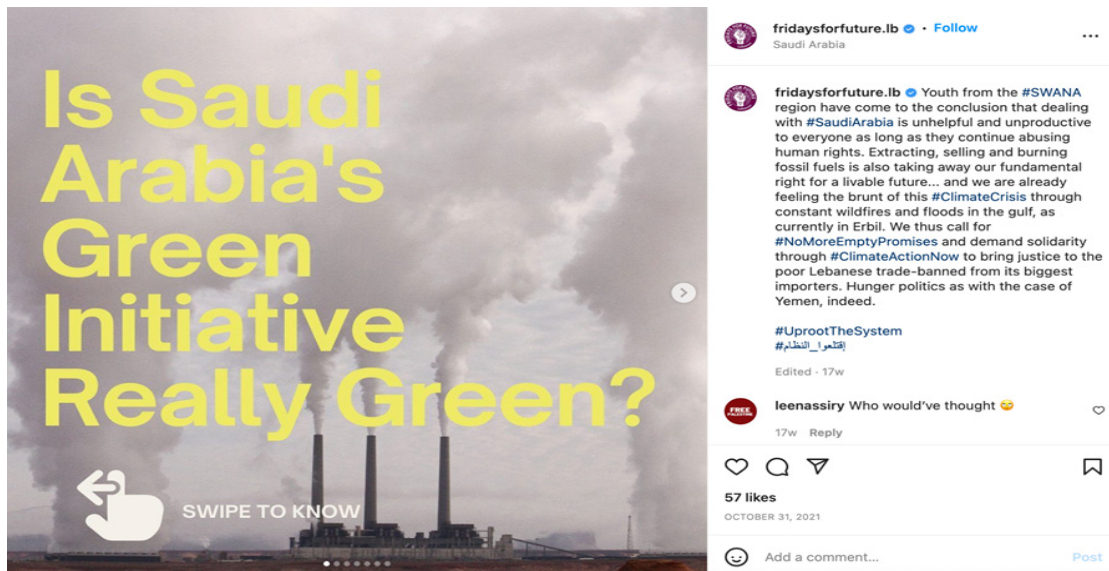 Is Saudi
Arabia's
Green
Initiative
Really Green?
SWIPE TO KNOW
fridaysforfuture.lb • Follow
Saudi Arabia
fridaysforfuture.lb Youth from the #SWANA
region have come to the conclusion that dealing
with #SaudiArabia is unhelpful and unproductive
to everyone as long as they continue abusing
human rights. Extracting, selling and burning
fossil fuels is also taking away our fundamental
right for a livable future... and we are already
feeling the brunt of this #ClimateCrisis through
constant wildfires and floods in the gulf, as
currently in Erbil. We thus call for
#NoMoreEmptyPromises and demand solidarity
through #ClimateActionNow to bring justice to the
poor Lebanese trade-banned from its biggest
importers. Hunger politics as with the case of
Yemen, indeed.
#UprootTheSystem
#إقتلعوا_النظام
Edited · 17w
FREE
PALESTINE
leenassiry Who would've thought 😏
17w Reply
57 likes
OCTOBER 31, 2021
Add a comment...
Post